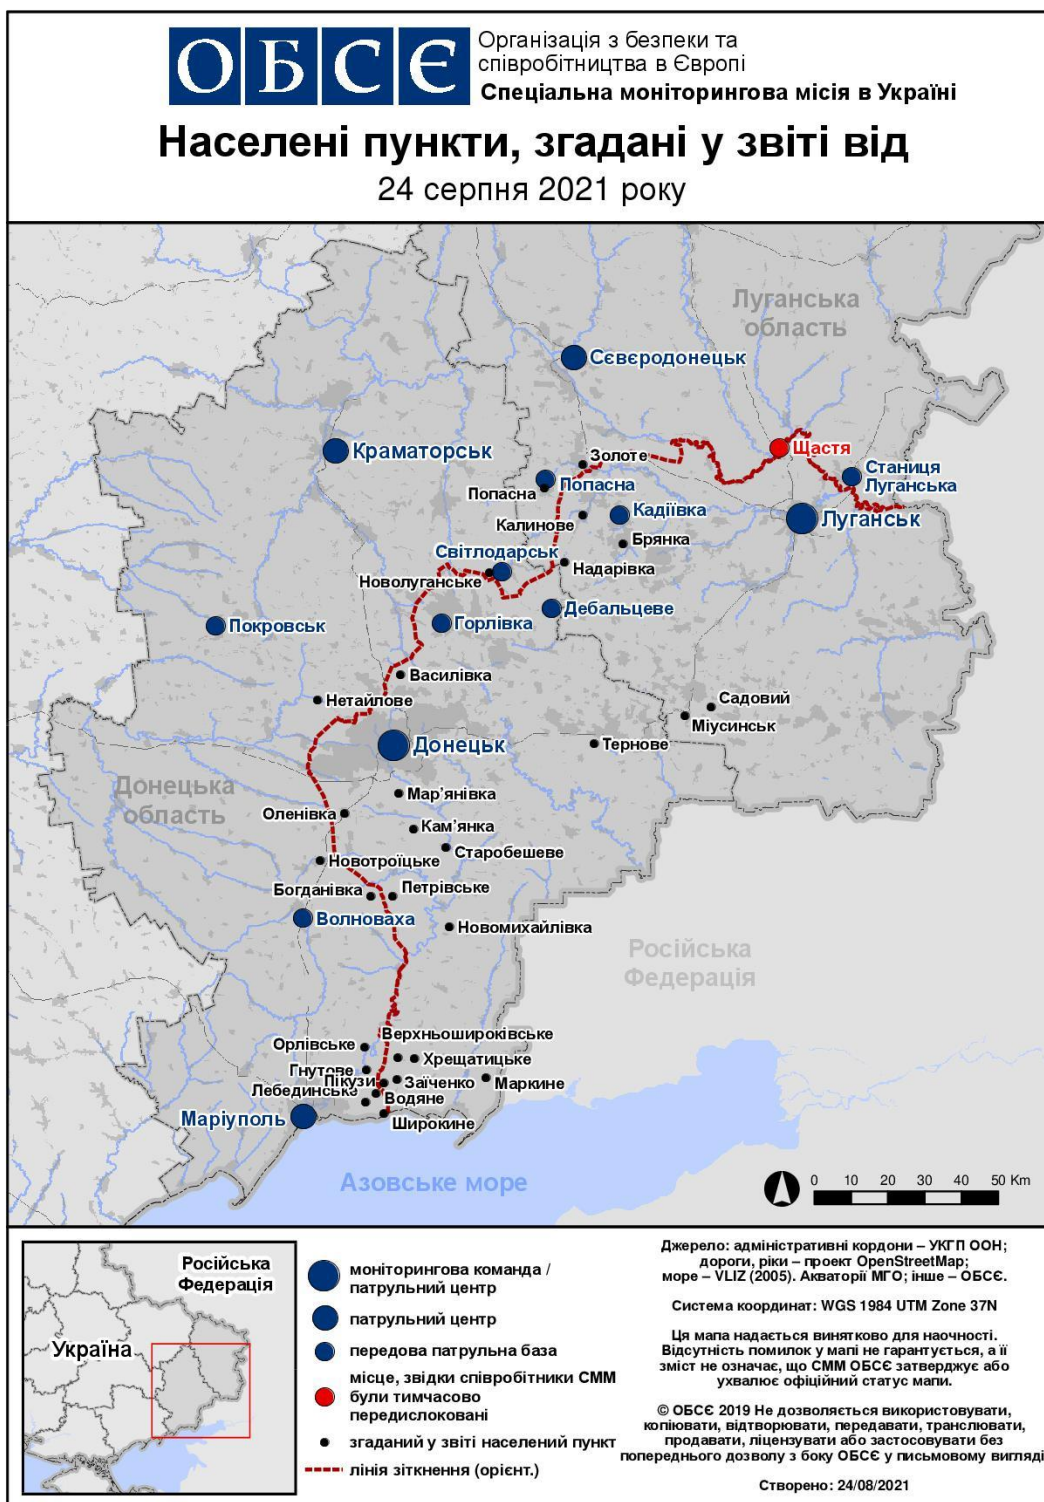 ОБСЄ
Організація з безпеки та
співробітництва в Європі
Спеціальна моніторингова місія в Україні
Населені пункти, згадані у звіті від
24 серпня 2021 року
Луганська
область
Сєвєродонецьк
Краматорськ
Золоте
Щастя
Станиця
Луганська
Попасна
Попасна
Кадіївка
Луганськ
Калинове
Брянка
Світлодарськ
Новолуганське
Надарівка
Дебальцеве
Горлівка
Покровськ
Василівка
Нетайлове
Садовий
Міусинськ
Донецьк
Тернове
Донецька
область
Мар’янівка
Оленівка
Кам’янка
Старобешеве
Новотроїцьке
Богданівка
Петрівське
Волноваха
Новомихайлівка
Російська
Федерація
Верхньошироківське
Орлівське
Хрещатицьке
Гнутове
Пікузи
Заїченко
Маркине
Лебединське
Водяне
Маріуполь
Широкине
Азовське море
0 10 20 30 40 50 Km
Російська
Федерація
Україна
моніторингова команда /
патрульний центр
патрульний центр
передова патрульна база
місце, звідки співробітники СММ
були тимчасово
передислоковані
згаданий у звіті населений пункт
лінія зіткнення (орієнт.)
Джерело: адміністративні кордони – УКГП ООН;
дороги, ріки – проект OpenStreetMap;
море – VLIZ (2005). Акваторії МГО; інше – ОБСЄ.
Система координат: WGS 1984 UTM Zone 37N
Ця мапа надається винятково для наочності.
Відсутність помилок у мапі не гарантується, а її
зміст не означає, що СММ ОБСЄ затверджує або
ухвалює офіційний статус мапи.
© ОБСЄ 2019 Не дозволяється використовувати,
копіювати, відтворювати, передавати, транслювати,
продавати, ліцензувати або застосовувати без
попереднього дозволу з боку ОБСЄ у письмовому вигляді
Створено: 24/08/2021